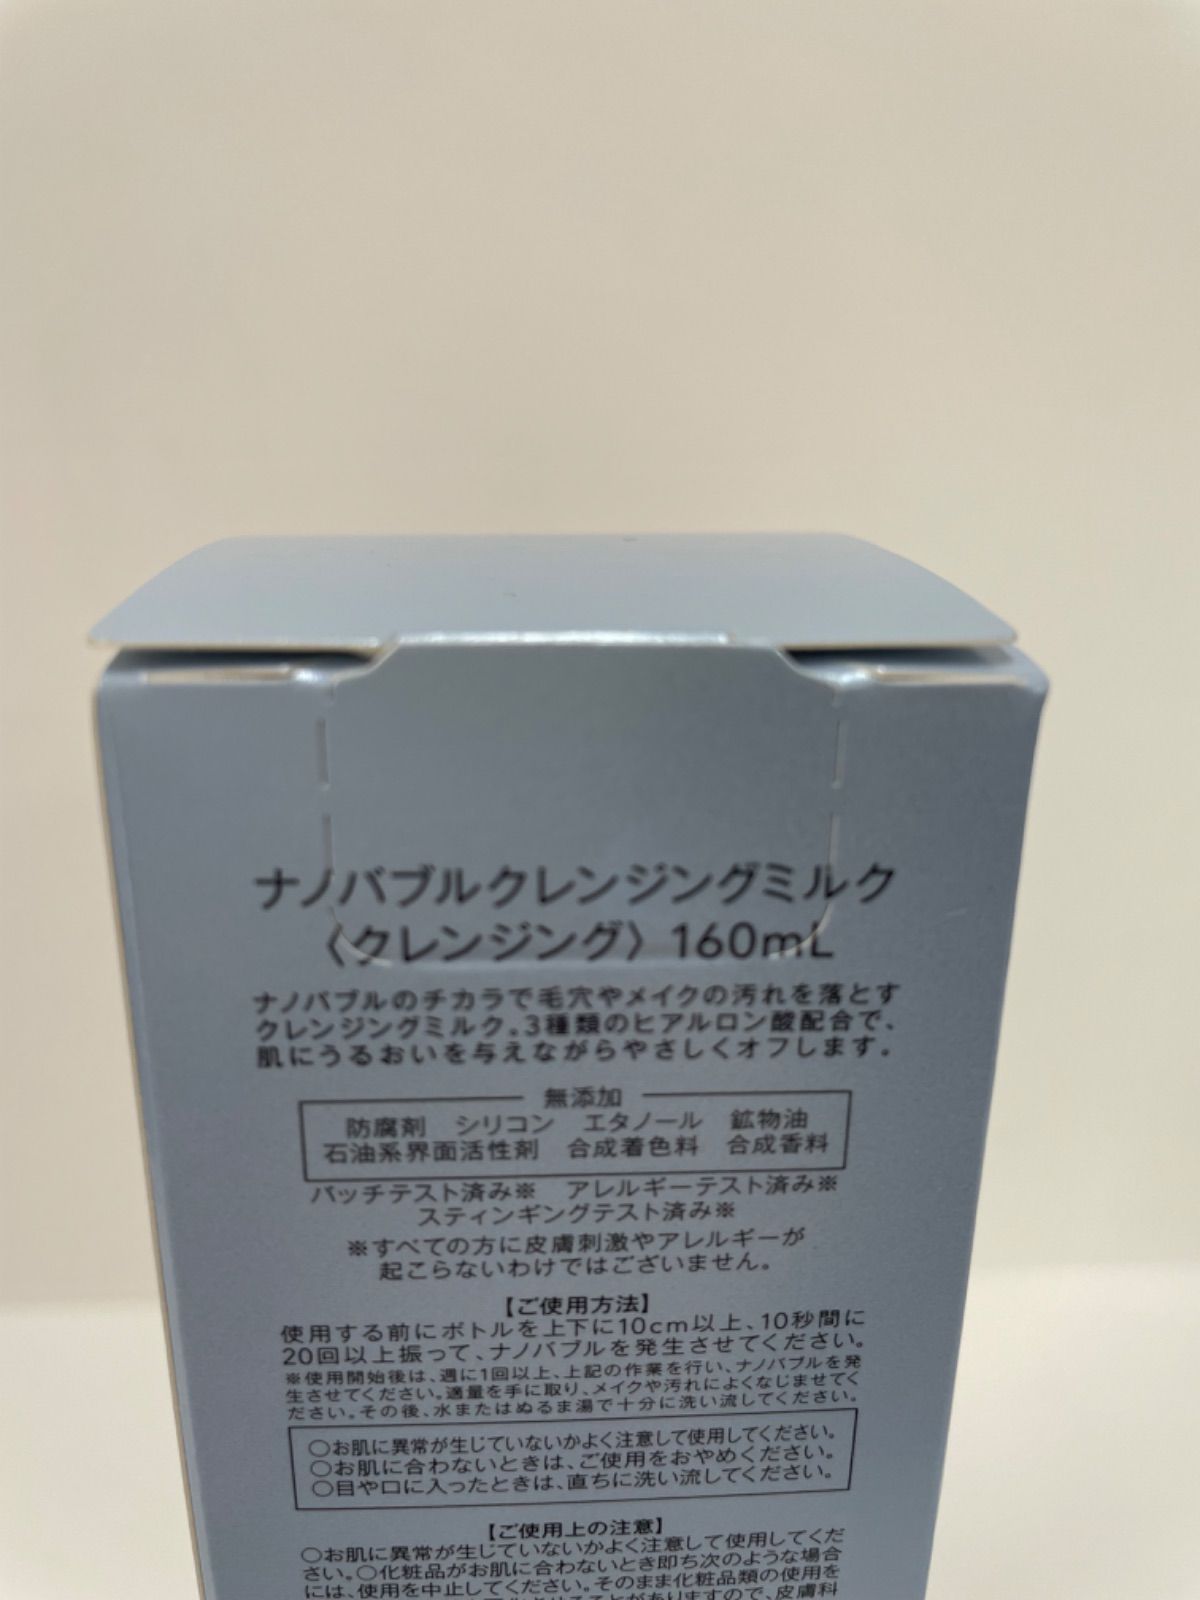 ナノバブルクレンジングミルク
〈クレンジング〉160mL
ナノバブルのチカラで毛穴やメイクの汚れを落とす
クレンジングミルク。3種類のヒアルロン酸配合で、
肌にうるおいを与えながらやさしくオフします。
無添加
防腐剤 シリコン エタノール 鉱物油
石油系界面活性剤 合成着色料 合成香料
パッチテスト済み※ アレルギーテスト済み※
スティンギングテスト済み※
※すべての方に皮膚刺激やアレルギーが
起こらないわけではございません。
【ご使用方法】
使用する前にボトルを上下に10cm以上、10秒間に
20回以上振って、ナノバブルを発生させてください。
※使用開始後は、週に1回以上、上記の作業を行い、ナノバブルを発
生させてください。適量を手に取り、メイクや汚れによくなじませてく
ださい。その後、水またはぬるま湯で十分に洗い流してください。
○お肌に異常が生じていないかよく注意して使用してください。
○お肌に合わないときは、ご使用をおやめください。
○目や口に入ったときは、直ちに洗い流してください。
【ご使用上の注意】
○お肌に異常が生じていないかよく注意して使用してくだ
さい。○化粧品がお肌に合わないとき即ち次のような場合
には、使用を中止してください。そのまま化粧品類の使用を
ことがありますので、皮膚科